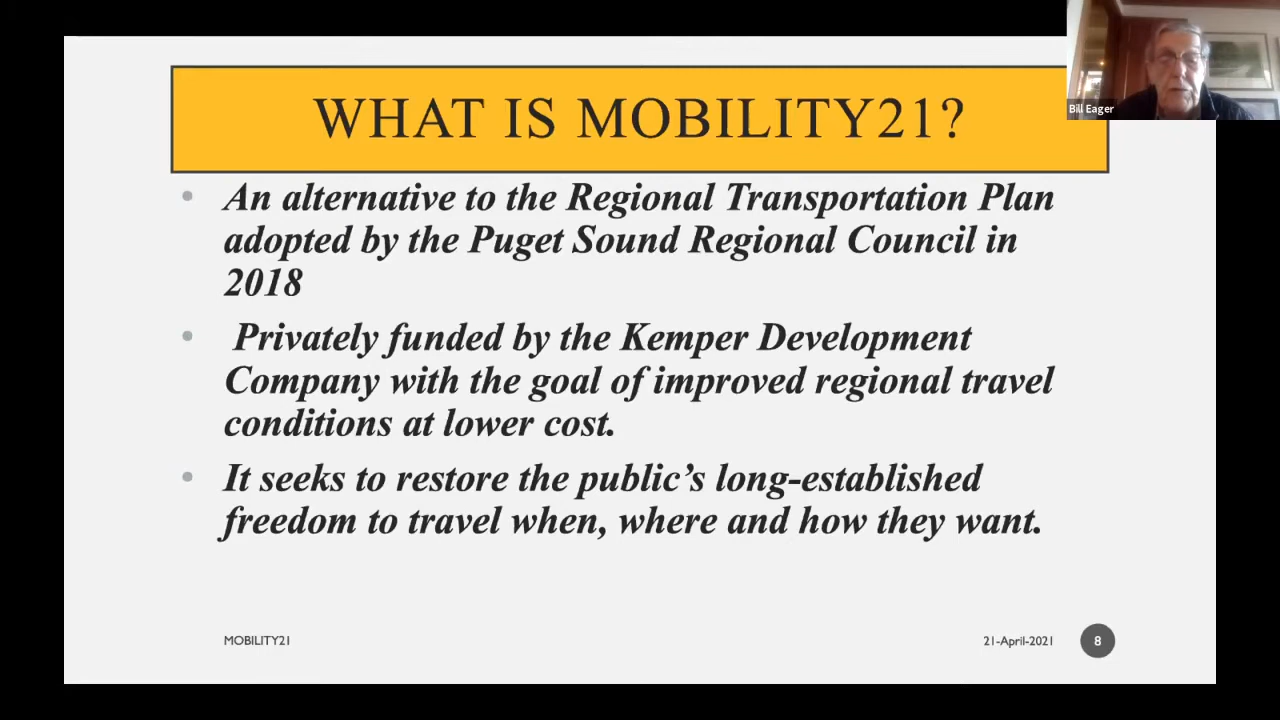 WHAT IS MOBILITY21?
Bill Eager
• An alternative to the Regional Transportation Plan
adopted by the Puget Sound Regional Council in
2018
• Privately funded by the Kemper Development
Company with the goal of improved regional travel
conditions at lower cost.
• It seeks to restore the public’s long-established
freedom to travel when, where and how they want.
MOBILITY21
21-April-2021
8